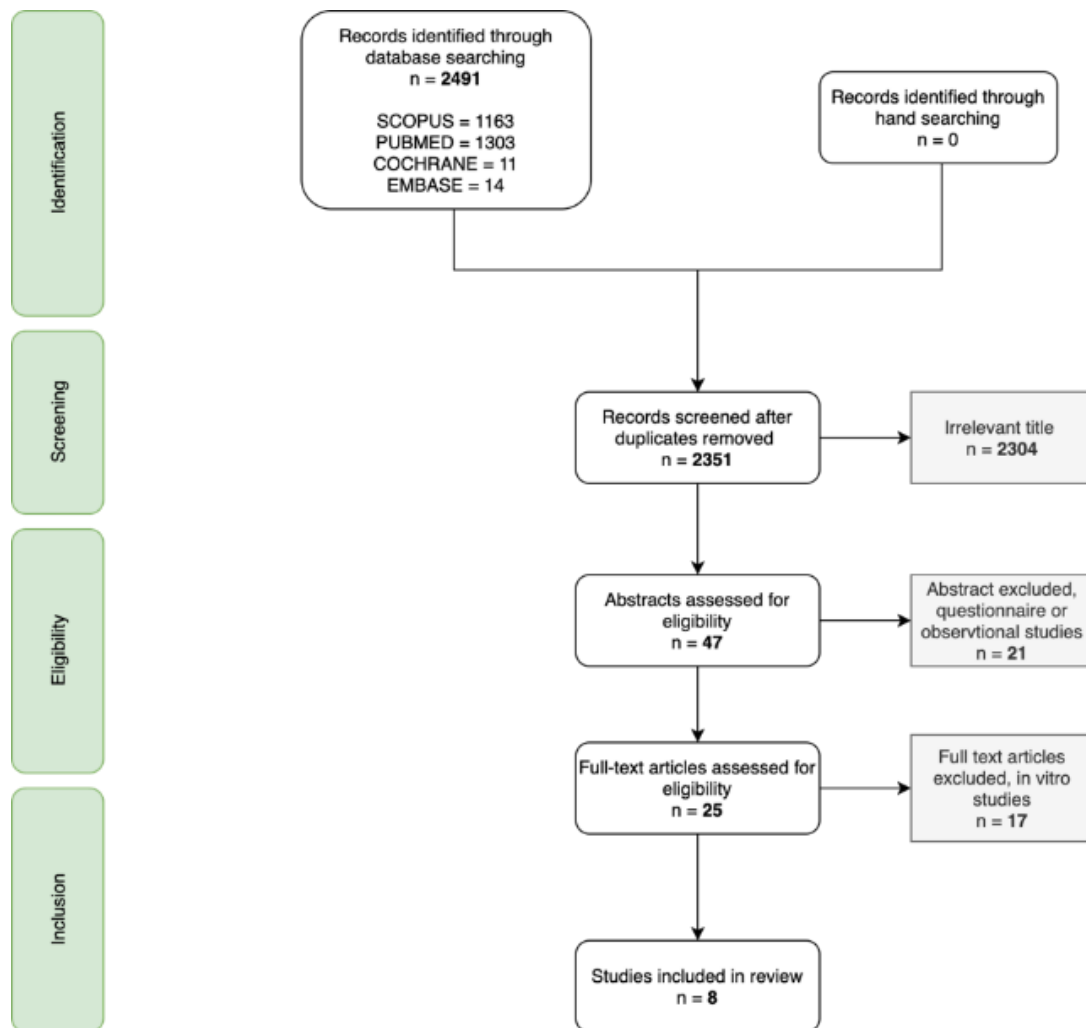 Identification
Records identified through
database searching
n = 2491
SCOPUS = 1163
PUBMED = 1303
COCHRANE = 11
EMBASE = 14
Records identified through
hand searching
n = 0
Screening
Records screened after
duplicates removed
n = 2351
Irrelevant title
n = 2304
Eligibility
Abstracts assessed for
eligibility
n = 47
Abstract excluded,
questionnaire or
observtional studies
n = 21
Full-text articles assessed for
eligibility
n = 25
Full text articles
excluded, in vitro
studies
n = 17
Inclusion
Studies included in review
n = 8